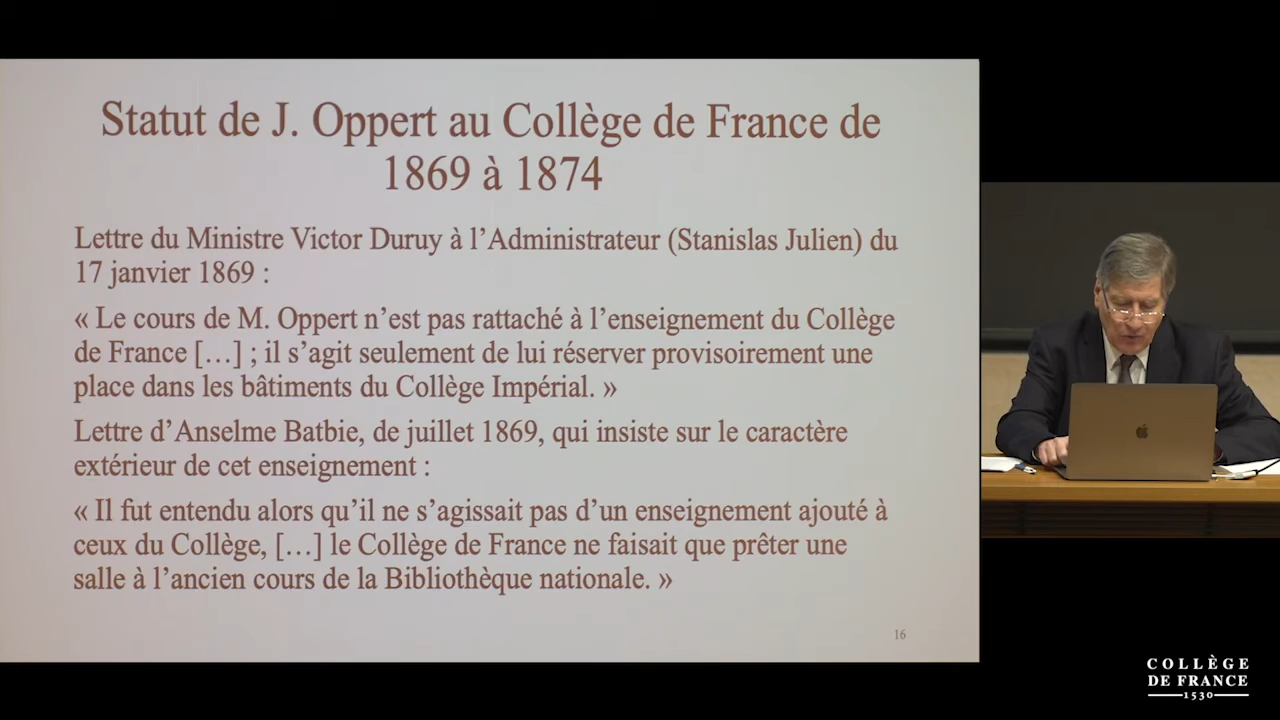 Statut de J. Oppert au Collège de France de
1869 à 1874
Lettre du Ministre Victor Duruy à l’Administrateur (Stanislas Julien) du
17 janvier 1869 :
« Le cours de M. Oppert n’est pas rattaché à l’enseignement du Collège
de France […] ; il s’agit seulement de lui réserver provisoirement une
place dans les bâtiments du Collège Impérial. »
Lettre d’Anselme Batbie, de juillet 1869, qui insiste sur le caractère
extérieur de cet enseignement :
« Il fut entendu alors qu’il ne s’agissait pas d’un enseignement ajouté à
ceux du Collège, […] le Collège de France ne faisait que prêter une
salle à l’ancien cours de la Bibliothèque nationale. »
16
COLLÈGE
DE FRANCE
1530